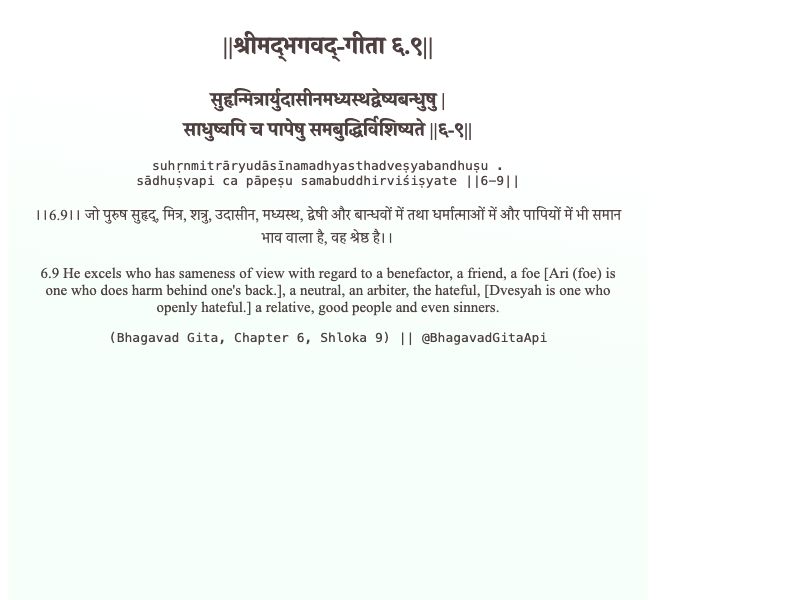 ||श्रीमद्‍भगवद्‍-गीता ६.९||
सुहृन्मित्रार्युदासीनमध्यस्थद्वेष्यबन्धुषु |
साधुष्वपि च पापेषु समबुद्धिर्विशिष्यते ||६-९||
suhṛnmitrāryudāsīnamadhyasthadveṣyabandhuṣu .
sādhuṣvapi ca pāpeṣu samabuddhirviśiṣyate ||6-9||
।।6.9।। जो पुरुष सुहृद्, मित्र, शत्रु, उदासीन, मध्यस्थ, द्वेषी और बान्धवों में तथा धर्मात्माओं में और पापियों में भी समान
भाव वाला है, वह श्रेष्ठ है।।
6.9 He excels who has sameness of view with regard to a benefactor, a friend, a foe [Ari (foe) is
one who does harm behind one's back.], a neutral, an arbiter, the hateful, [Dvesyah is one who
openly hateful.] a relative, good people and even sinners.
(Bhagavad Gita, Chapter 6, Shloka 9) || @BhagavadGitaApi